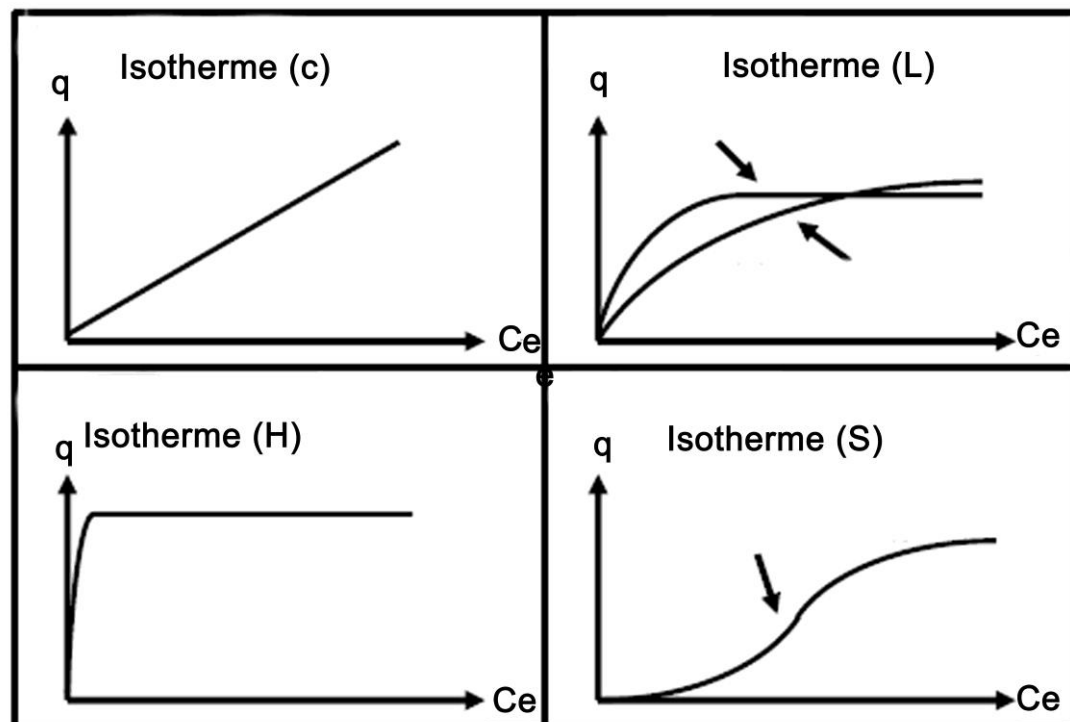 Isotherme (c)
q
Ce
Isotherme (L)
q
Ce
e
Isotherme (H)
q
Ce
Isotherme (S)
q
Ce